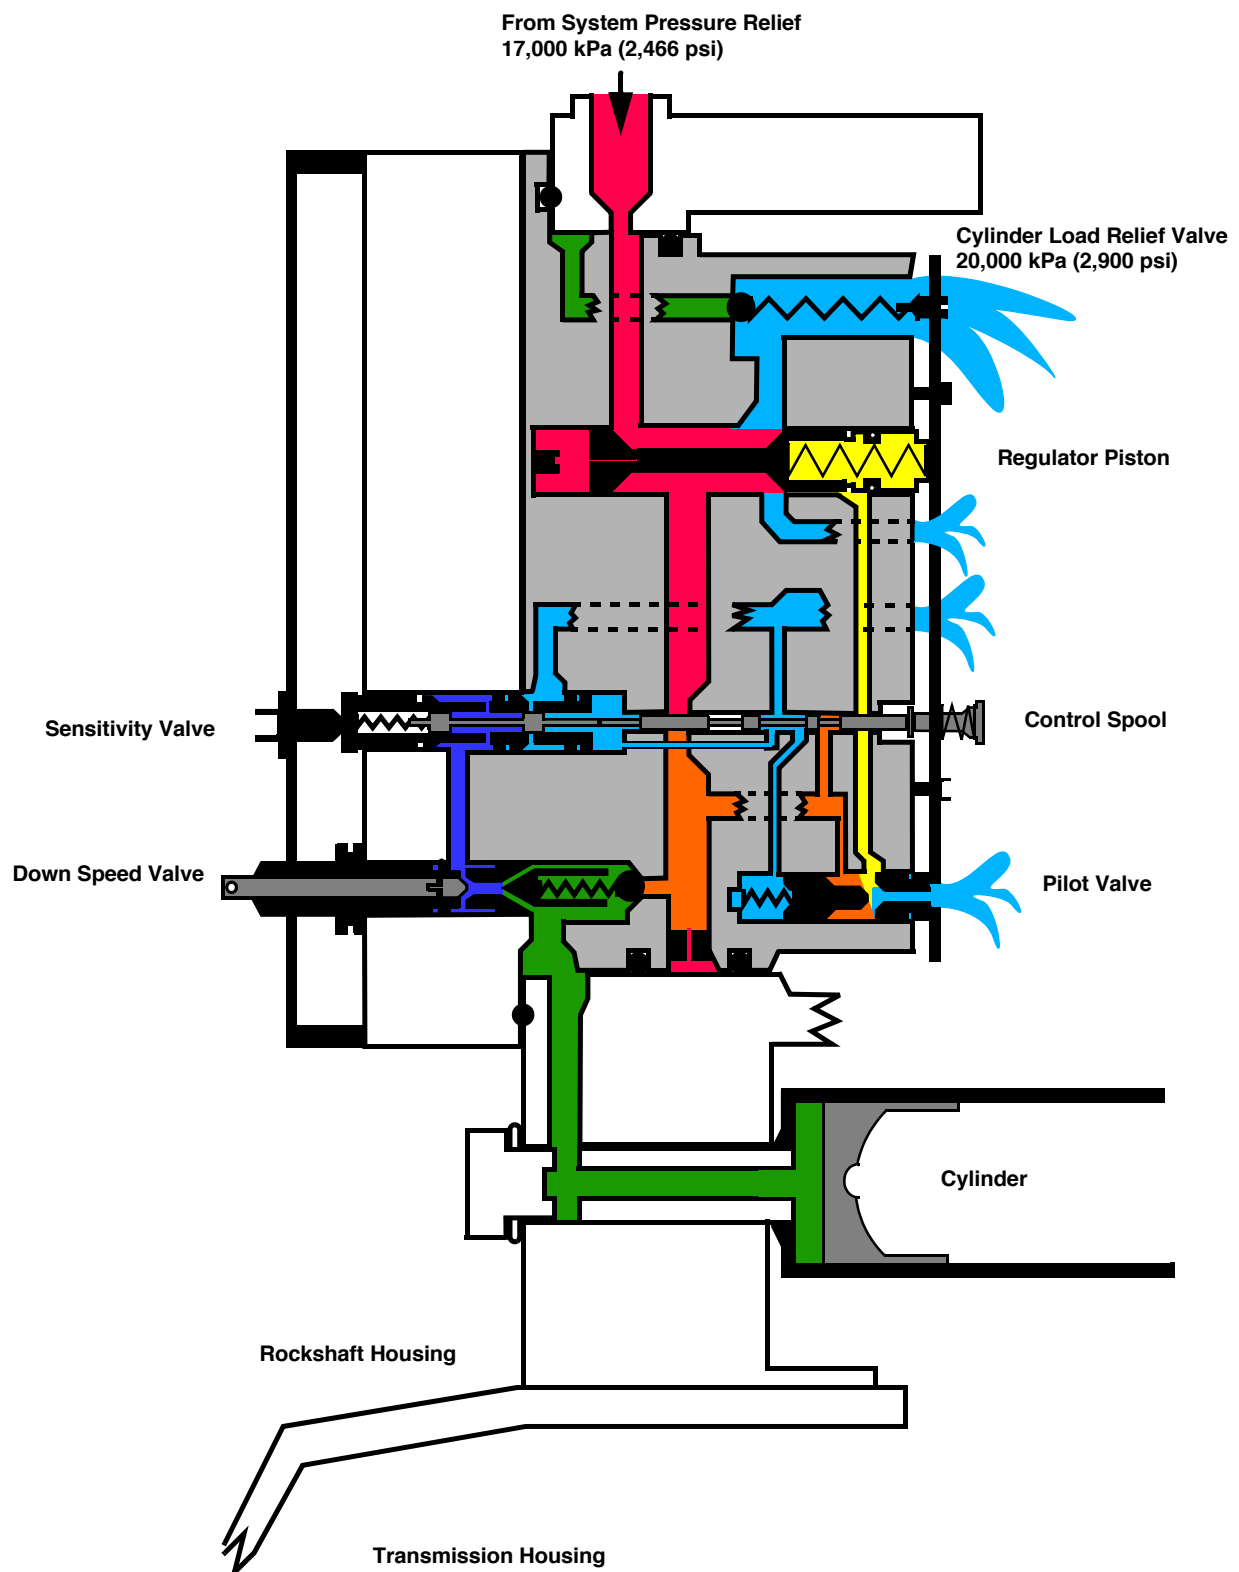 From System Pressure Relief
17,000 kPa (2,466 psi)
Cylinder Load Relief Valve
20,000 kPa (2,900 psi)
Regulator Piston
Sensitivity Valve
Control Spool
Down Speed Valve
Pilot Valve
Cylinder
Rockshaft Housing
Transmission Housing